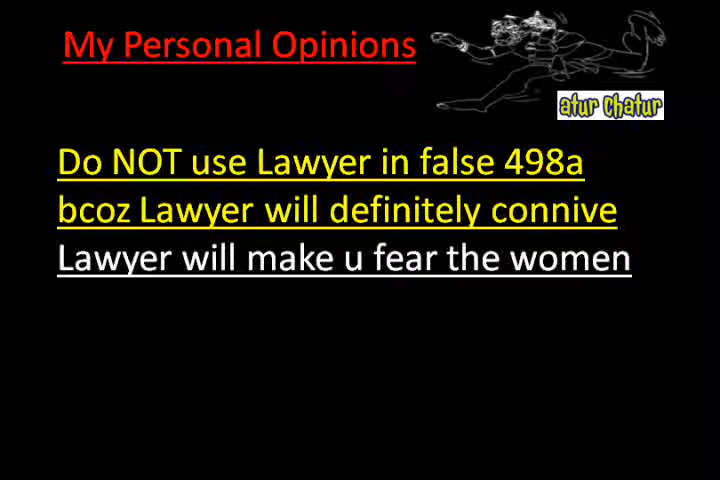 My Personal Opinions
atur chatur
Do NOT use Lawyer in false 498a
bcoz Lawyer will definitely connive
Lawyer will make u fear the women